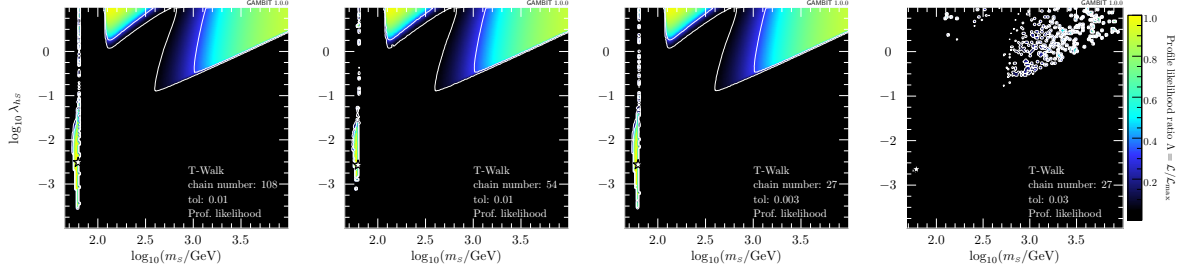 GAMBIT 1.0.0
GAMBIT 1.0.0
GAMBIT 1.0.0
GAMBIT 1.0.0
log₁₀ λ_hs
0
−1
−2
−3
T-Walk
chain number: 108
tol: 0.01
Prof. likelihood
2.0 2.5 3.0 3.5
log₁₀(m_s/GeV)
0
−1
−2
−3
T-Walk
chain number: 54
tol: 0.01
Prof. likelihood
2.0 2.5 3.0 3.5
log₁₀(m_s/GeV)
0
−1
−2
−3
T-Walk
chain number: 27
tol: 0.003
Prof. likelihood
2.0 2.5 3.0 3.5
log₁₀(m_s/GeV)
0
−1
−2
−3
T-Walk
chain number: 27
tol: 0.03
Prof. likelihood
2.0 2.5 3.0 3.5
log₁₀(m_s/GeV)
1.0
0.8
0.6
0.4
0.2
Profile likelihood ratio Λ = ℒ/ℒ_max